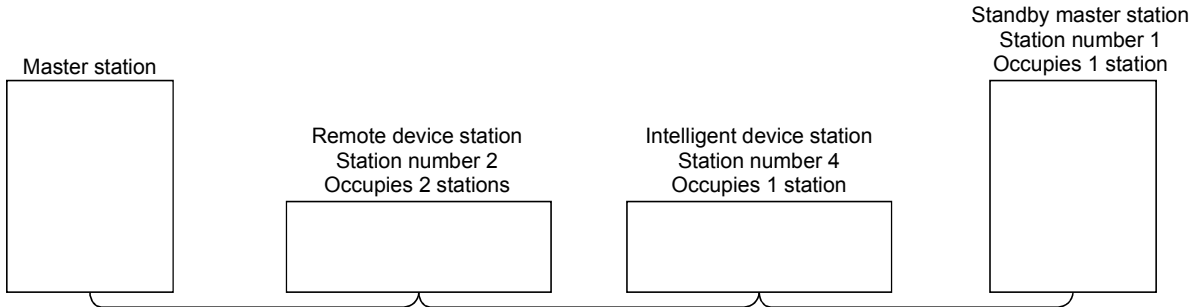 Master station
Remote device station
Station number 2
Occupies 2 stations
Intelligent device station
Station number 4
Occupies 1 station
Standby master station
Station number 1
Occupies 1 station